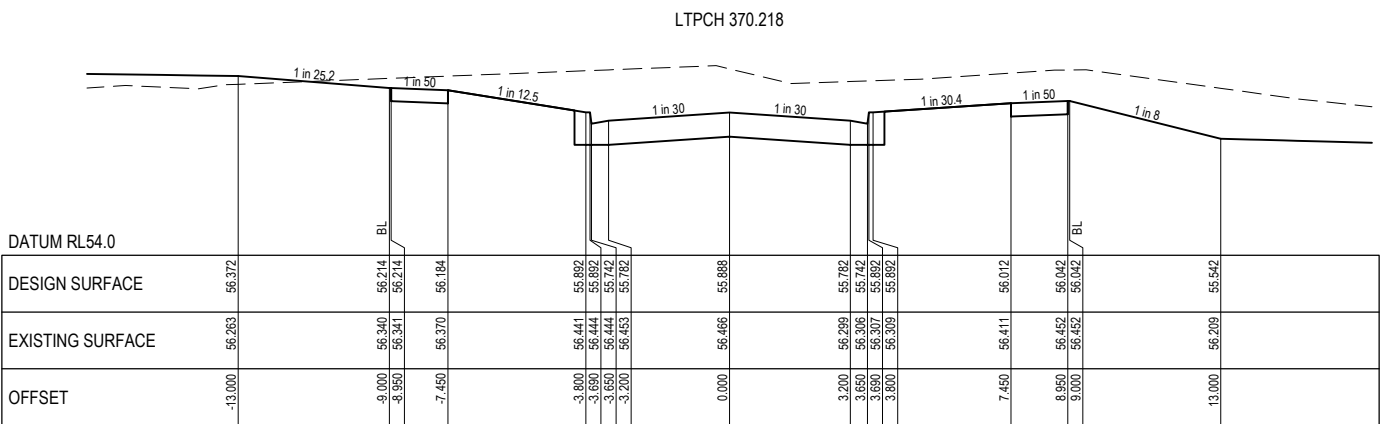 LTPCH 370.218
1 in 25.2
1 in 50
1 in 12.5
1 in 30
1 in 30
1 in 30.4
1 in 50
1 in 8
BL
BL
DATUM RL54.0
DESIGN SURFACE 56.372 56.214 56.214 56.184 55.892 55.892 55.742 55.782 55.888 55.782 55.742 55.892 55.892 56.012 56.042 56.042 55.542
EXISTING SURFACE 56.263 56.340 56.341 56.370 56.441 56.444 56.444 56.453 56.466 56.299 56.306 56.307 56.309 56.411 56.452 56.452 56.209
OFFSET -13.000 -9.000 -8.950 -7.450 -3.800 -3.690 -3.650 -3.200 0.000 3.200 3.650 3.690 3.800 7.450 8.950 9.000 13.000